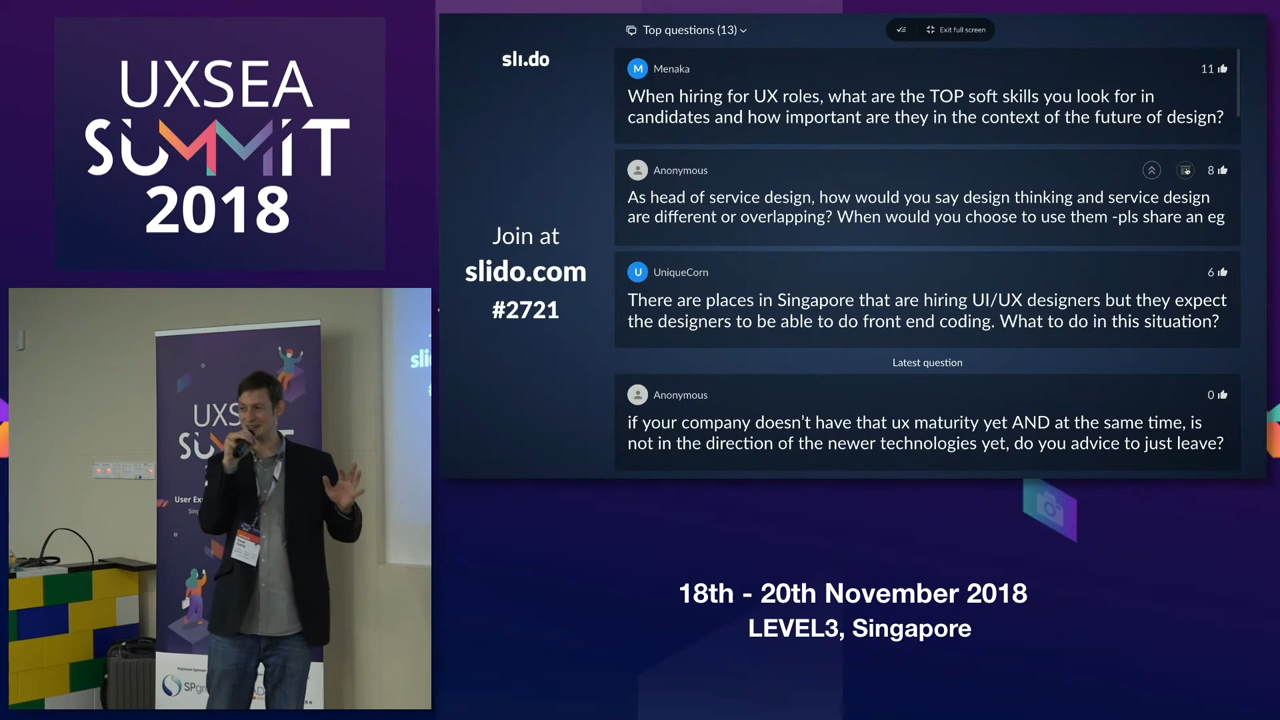 UXSEA
SUMMIT
2018
sli.do
Join at
slido.com
#2721
Top questions (13)
Exit full screen
M
Menaka
11
When hiring for UX roles, what are the TOP soft skills you look for in
candidates and how important are they in the context of the future of design?
Anonymous
8
As head of service design, how would you say design thinking and service design
are different or overlapping? When would you choose to use them -pls share an eg
U
UniqueCorn
6
There are places in Singapore that are hiring UI/UX designers but they expect
the designers to be able to do front end coding. What to do in this situation?
Latest question
Anonymous
0
if your company doesn't have that ux maturity yet AND at the same time, is
not in the direction of the newer technologies yet, do you advice to just leave?
18th - 20th November 2018
LEVEL3, Singapore
UXS
SU
User Ex
Sin
SPgr
sli
#